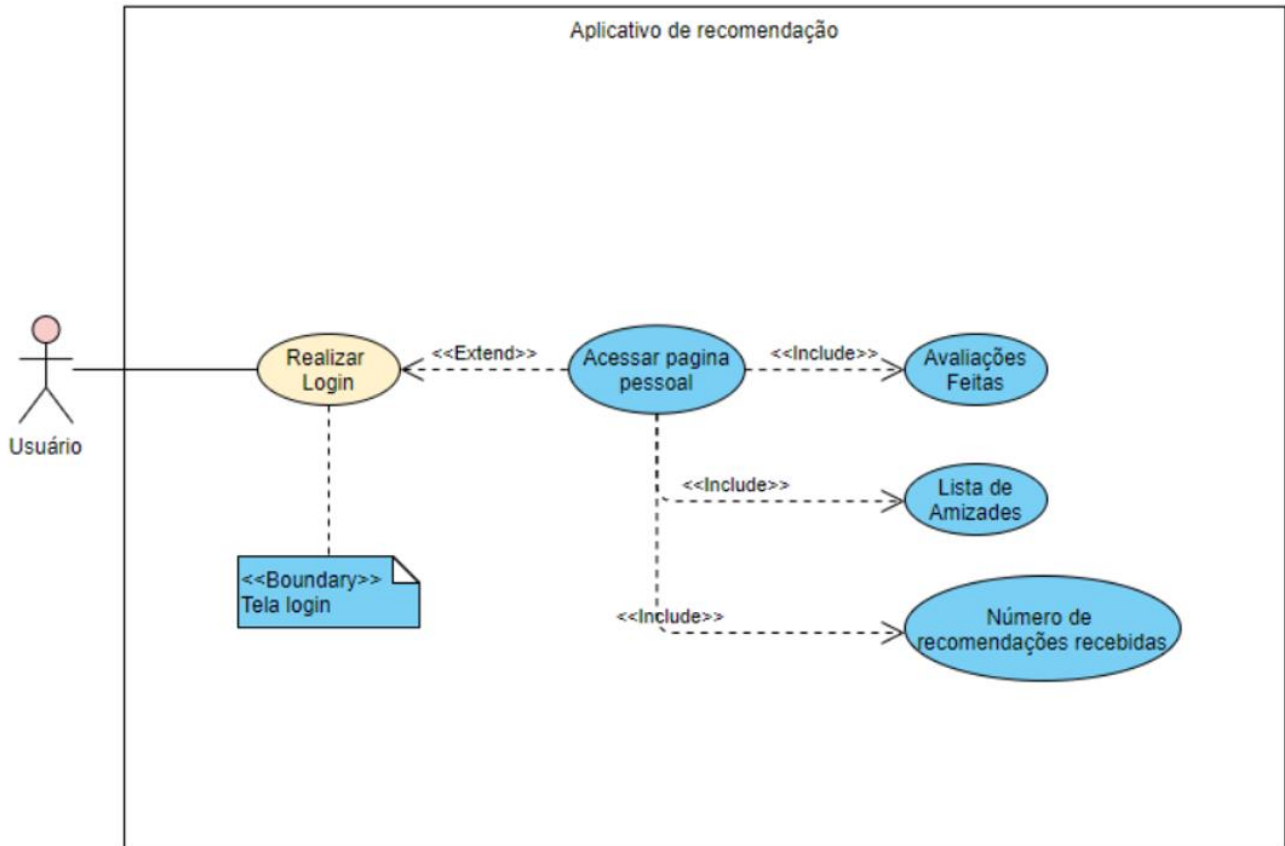 Aplicativo de recomendação
Realizar
Login
<<Extend>>
Acessar pagina
pessoal
<<Include>>
Avaliações
Feitas
Usuário
<<Include>>
Lista de
Amizades
<<Boundary>>
Tela login
<<Include>>
Número de
recomendações recebidas